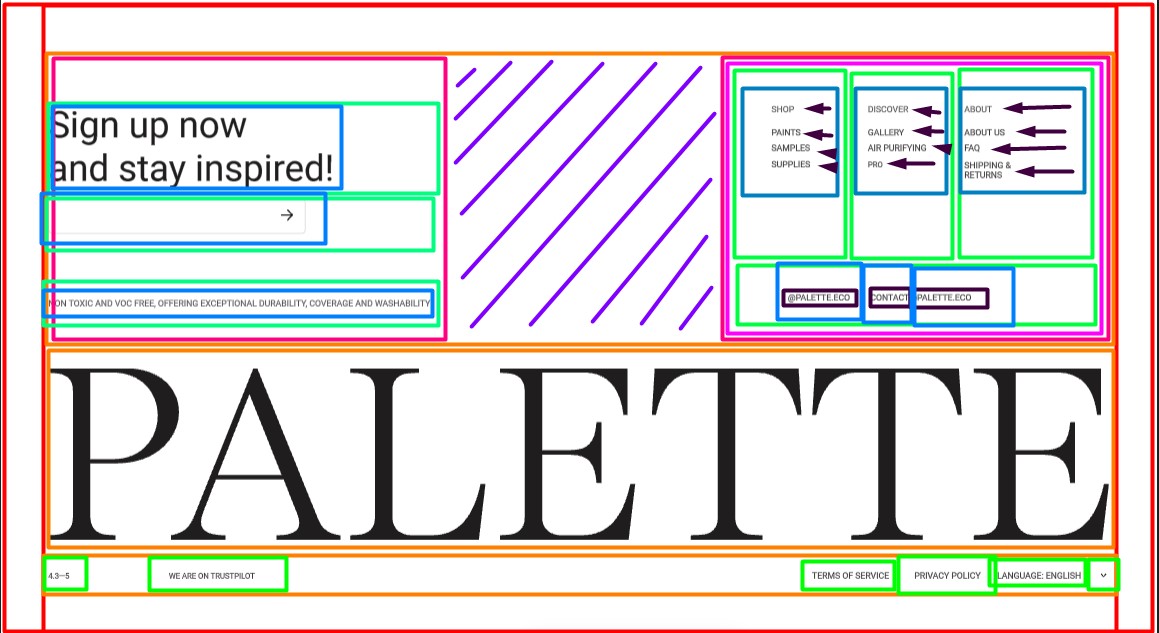 Sign up now
and stay inspired!
NON TOXIC AND VOC FREE, OFFERING EXCEPTIONAL DURABILITY, COVERAGE AND WASHABILITY
SHOP
PAINTS
SAMPLES
SUPPLIES
DISCOVER
GALLERY
AIR PURIFYING
PRO
ABOUT
ABOUT US
FAQ
SHIPPING &
RETURNS
@PALETTE.ECO
CONTACT@PALETTE.ECO
PALETTE
4.3—5
WE ARE ON TRUSTPILOT
TERMS OF SERVICE
PRIVACY POLICY
LANGUAGE: ENGLISH